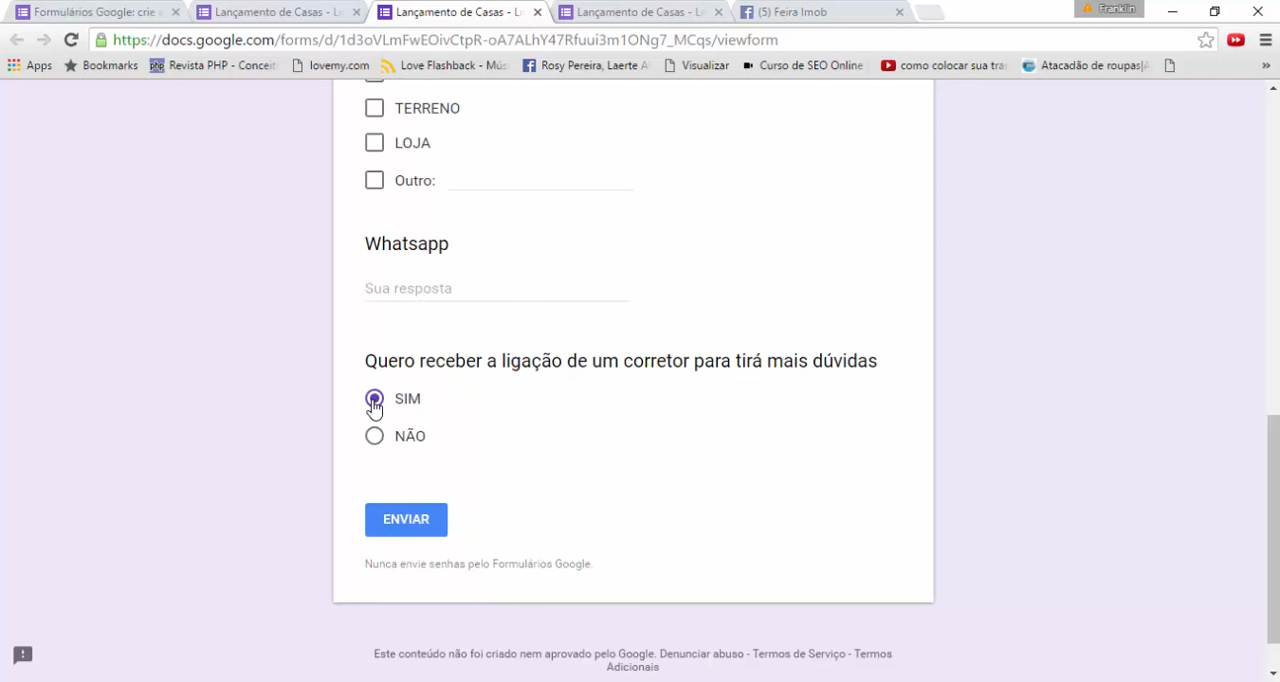 Formulários Google: crie e
Lançamento de Casas - L
Lançamento de Casas - L
Lançamento de Casas - L
(5) Feira Imob
Franklin
https://docs.google.com/forms/d/1d3oVLmFwEOivCtpR-oA7ALhY47Rfuui3m1ONg7_MCqs/viewform
Apps
Bookmarks
Revista PHP - Conceit
lovemy.com
Love Flashback - Mús
Rosy Pereira, Laerte A
Visualizar
Curso de SEO Online
como colocar sua tra
Atacadão de roupas|A
»
TERRENO
LOJA
Outro:
Whatsapp
Sua resposta
Quero receber a ligação de um corretor para tirá mais dúvidas
SIM
NÃO
ENVIAR
Nunca envie senhas pelo Formulários Google.
Este conteúdo não foi criado nem aprovado pelo Google. Denunciar abuso - Termos de Serviço - Termos
Adicionais